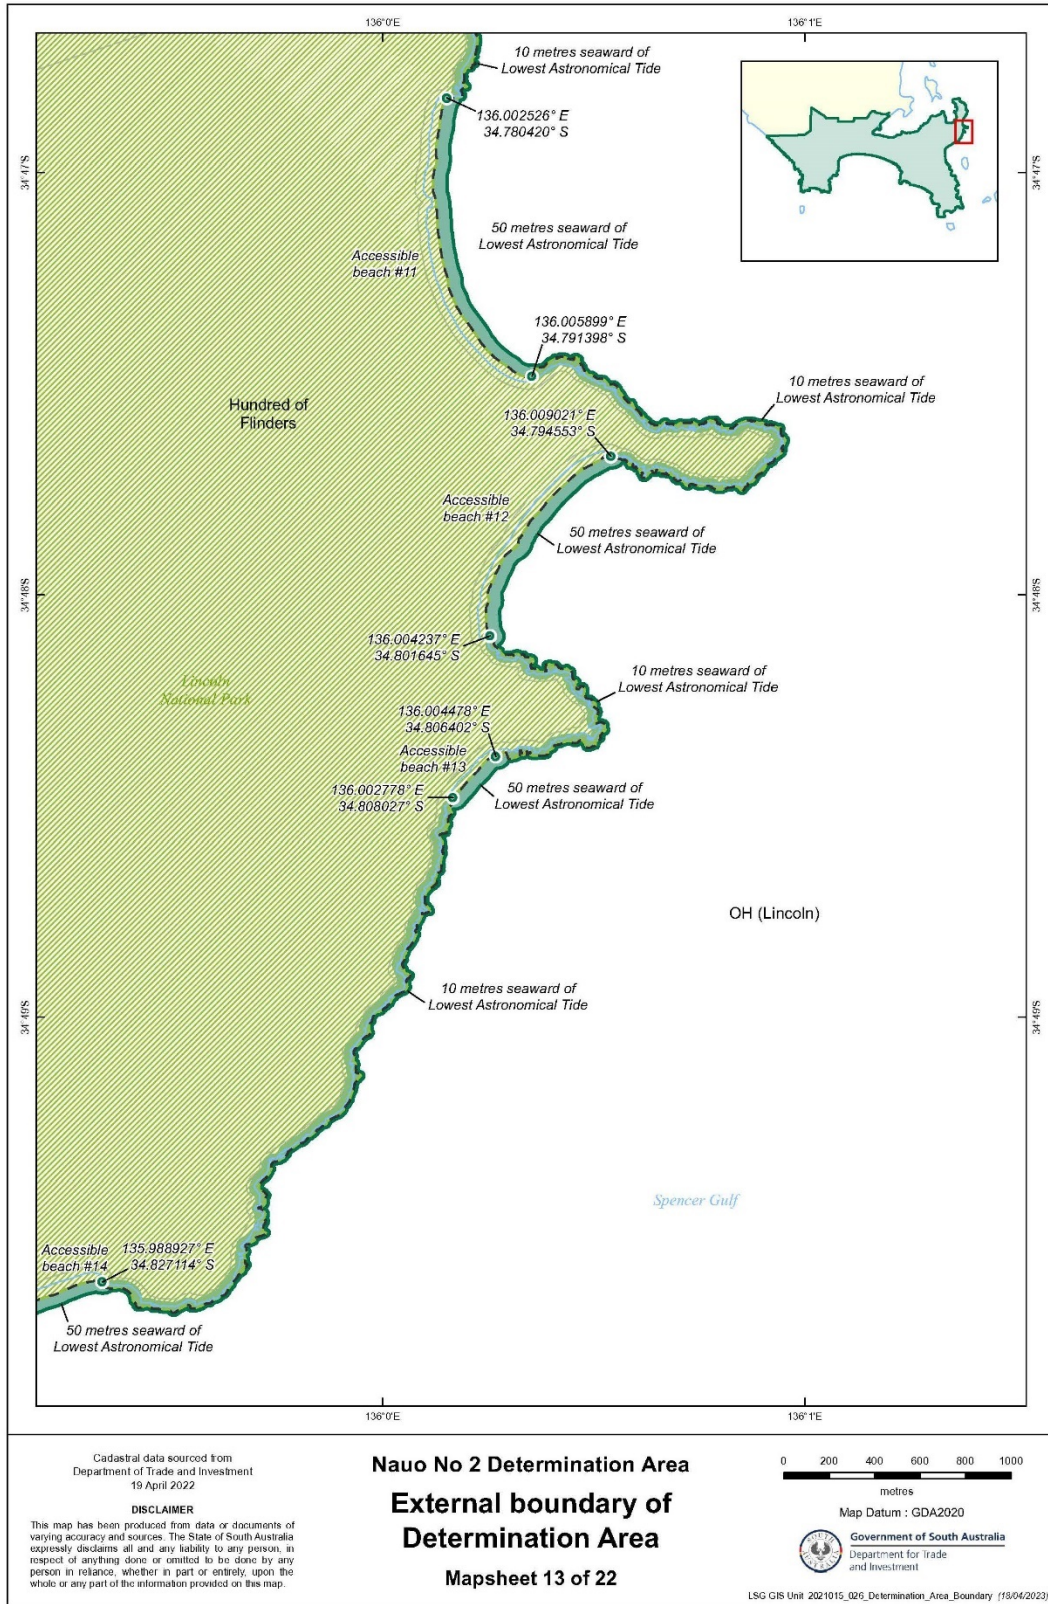 136°0'E
136°1'E
10 metres seaward of
Lowest Astronomical Tide
136.002526° E
34.780420° S
34°47'S
34°47'S
50 metres seaward of
Lowest Astronomical Tide
Accessible
beach #11
136.005899° E
34.791398° S
10 metres seaward of
Lowest Astronomical Tide
Hundred of
Flinders
136.009021° E
34.794553° S
Accessible
beach #12
50 metres seaward of
Lowest Astronomical Tide
34°48'S
34°48'S
136.004237° E
34.801645° S
10 metres seaward of
Lowest Astronomical Tide
Lincoln
National Park
136.004478° E
34.806402° S
Accessible
beach #13
136.002778° E
34.808027° S
50 metres seaward of
Lowest Astronomical Tide
OH (Lincoln)
10 metres seaward of
Lowest Astronomical Tide
34°49'S
34°49'S
Spencer Gulf
Accessible
beach #14
135.988927° E
34.827114° S
50 metres seaward of
Lowest Astronomical Tide
136°0'E
136°1'E
Cadastral data sourced from
Department of Trade and Investment
19 April 2022
DISCLAIMER
This map has been produced from data or documents of
varying accuracy and sources. The State of South Australia
expressly disclaims all and any liability to any person, in
respect of anything done or omitted to be done by any
person in reliance, whether in part or entirely, upon the
whole or any part of the information provided on this map.
Nauo No 2 Determination Area
External boundary of
Determination Area
Mapsheet 13 of 22
0 200 400 600 800 1000
metres
Map Datum : GDA2020
SOUTH
AUSTRALIA
Government of South Australia
Department for Trade
and Investment
LSG GIS Unit 2021015_026_Determination_Area_Boundary (18/04/2023)